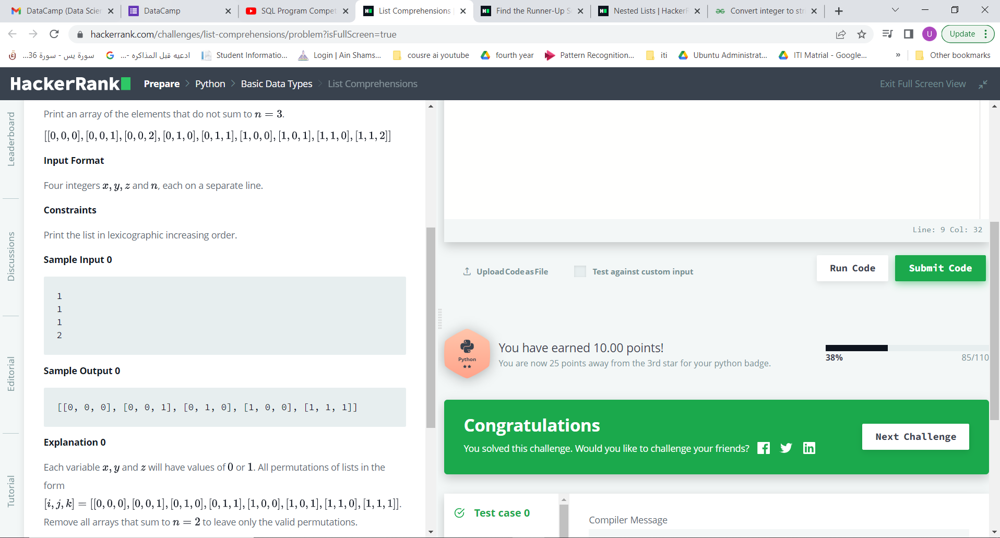 DataCamp (Data Scien
DataCamp
SQL Program Compet
List Comprehensions |
Find the Runner-Up S
Nested Lists | HackerR
Convert integer to str
hackerrank.com/challenges/list-comprehensions/problem?isFullScreen=true
U
Update
سورة يس - سورة 36...
ادعيه قبل المذاكره -...
Student Informatio...
Login | Ain Shams...
cousre ai youtube
fourth year
Pattern Recognition...
iti
Ubuntu Administrat...
ITI Matrial - Google...
»
Other bookmarks
HackerRank
Prepare > Python > Basic Data Types > List Comprehensions
Exit Full Screen View
Leaderboard
Discussions
Editorial
Tutorial
Print an array of the elements that do not sum to n = 3.
[[0, 0, 0], [0, 0, 1], [0, 0, 2], [0, 1, 0], [0, 1, 1], [1, 0, 0], [1, 0, 1], [1, 1, 0], [1, 1, 2]]
Input Format
Four integers x, y, z and n, each on a separate line.
Constraints
Print the list in lexicographic increasing order.
Sample Input 0
1
1
1
2
Sample Output 0
[[0, 0, 0], [0, 0, 1], [0, 1, 0], [1, 0, 0], [1, 1, 1]]
Explanation 0
Each variable x, y and z will have values of 0 or 1. All permutations of lists in the
form
[i, j, k] = [[0, 0, 0], [0, 0, 1], [0, 1, 0], [0, 1, 1], [1, 0, 0], [1, 0, 1], [1, 1, 0], [1, 1, 1]].
Remove all arrays that sum to n = 2 to leave only the valid permutations.
Line: 9 Col: 32
Upload Code as File
Test against custom input
Run Code
Submit Code
Python
You have earned 10.00 points!
You are now 25 points away from the 3rd star for your python badge.
38%
85/110
Congratulations
You solved this challenge. Would you like to challenge your friends?
Next Challenge
Test case 0
Compiler Message